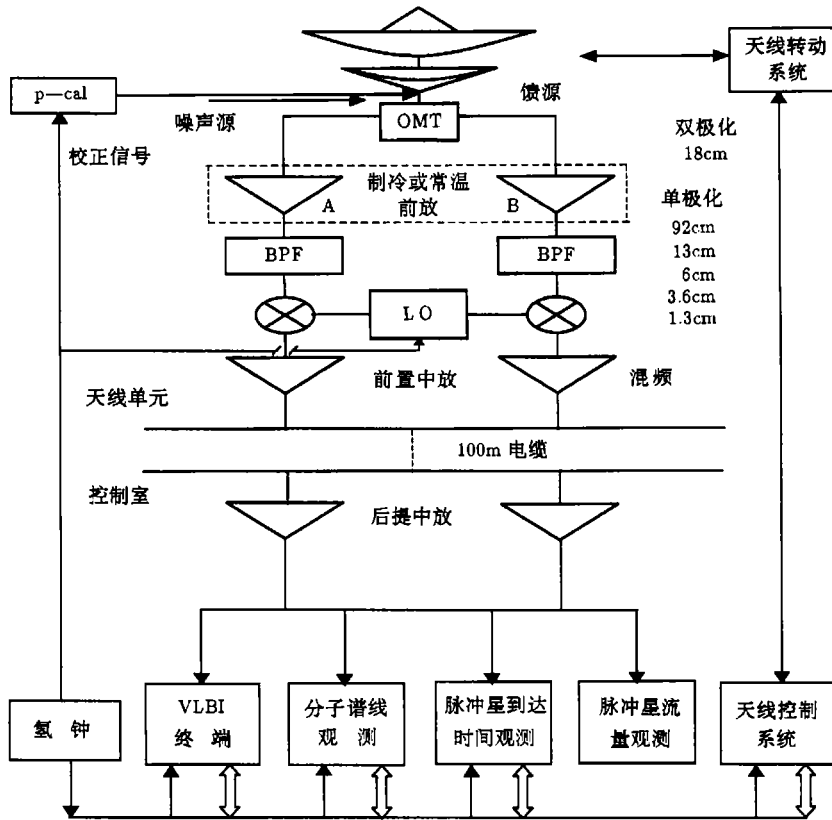 天线转动
系统
p—cal
噪声源
馈源
OMT
校正信号
双极化
18cm
制冷或常温
前放
A
B
单极化
92cm
13cm
6cm
3.6cm
1.3cm
BPF
BPF
LO
天线单元
前置中放
混频
100m 电缆
控制室
后提中放
氢 钟
VLBI
终 端
分子谱线
观 测
脉冲星到达
时间观测
脉冲星流
量观测
天线控制
系统